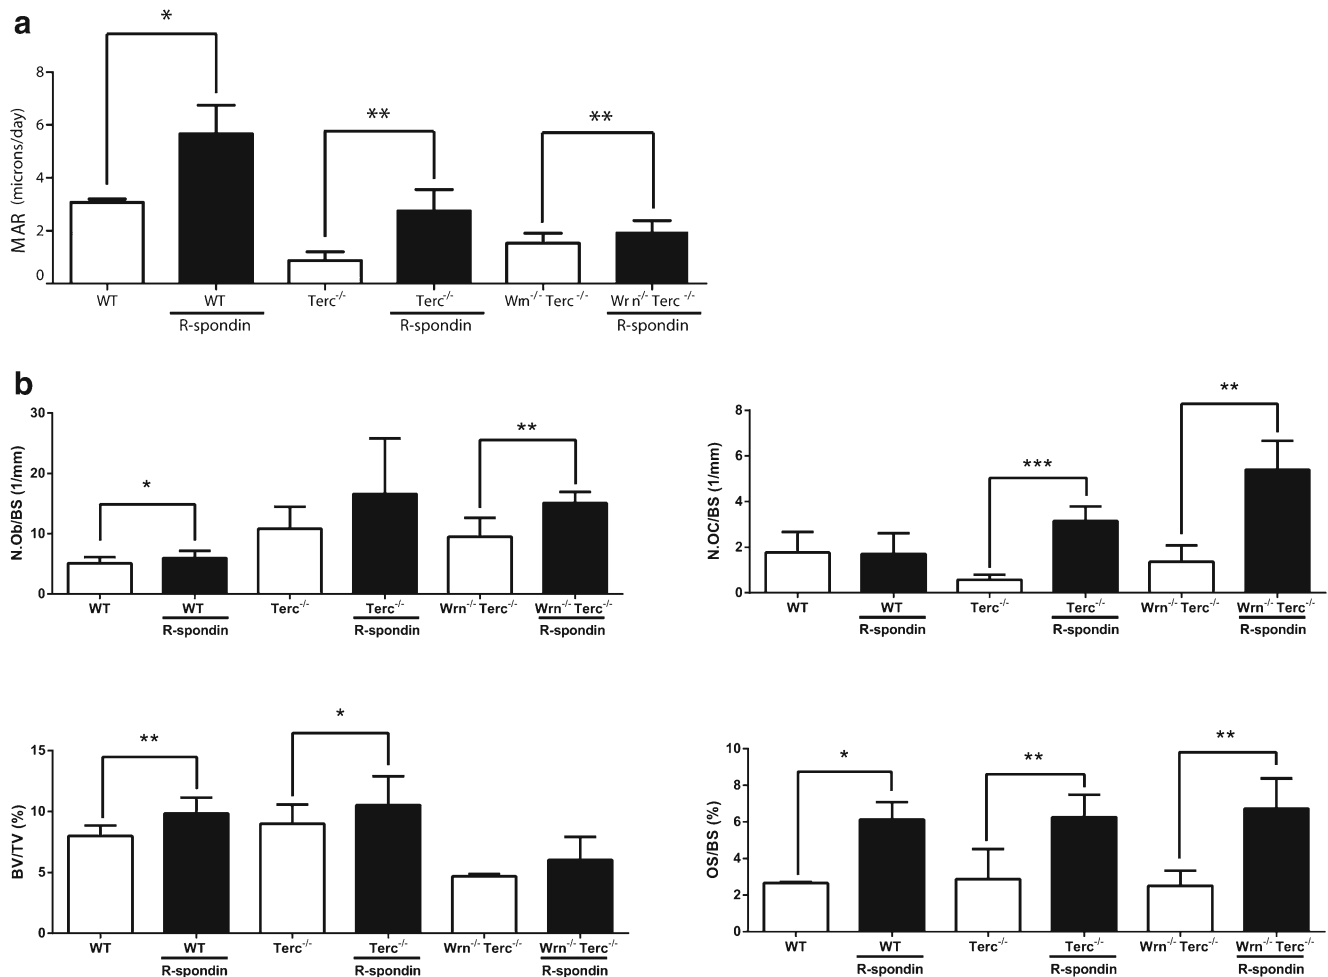 a
*
**
**
MAR (microns/day)
8
6
4
2
0
WT
WT
Terc-/-
Terc-/-
Wrn-/- Terc-/-
Wrn-/- Terc-/-
R-spondin
R-spondin
R-spondin
b
N.Ob/BS (1/mm)
30
20
10
0
*
**
WT
WT
Terc-/-
Terc-/-
Wrn-/- Terc-/-
Wrn-/- Terc-/-
R-spondin
R-spondin
R-spondin
N.OC/BS (1/mm)
8
6
4
2
0
***
**
WT
WT
Terc-/-
Terc-/-
Wrn-/- Terc-/-
Wrn-/- Terc-/-
R-spondin
R-spondin
R-spondin
BV/TV (%)
15
10
5
0
**
*
WT
WT
Terc-/-
Terc-/-
Wrn-/- Terc-/-
Wrn-/- Terc-/-
R-spondin
R-spondin
R-spondin
OS/BS (%)
10
8
6
4
2
0
*
**
**
WT
WT
Terc-/-
Terc-/-
Wrn-/- Terc-/-
Wrn-/- Terc-/-
R-spondin
R-spondin
R-spondin